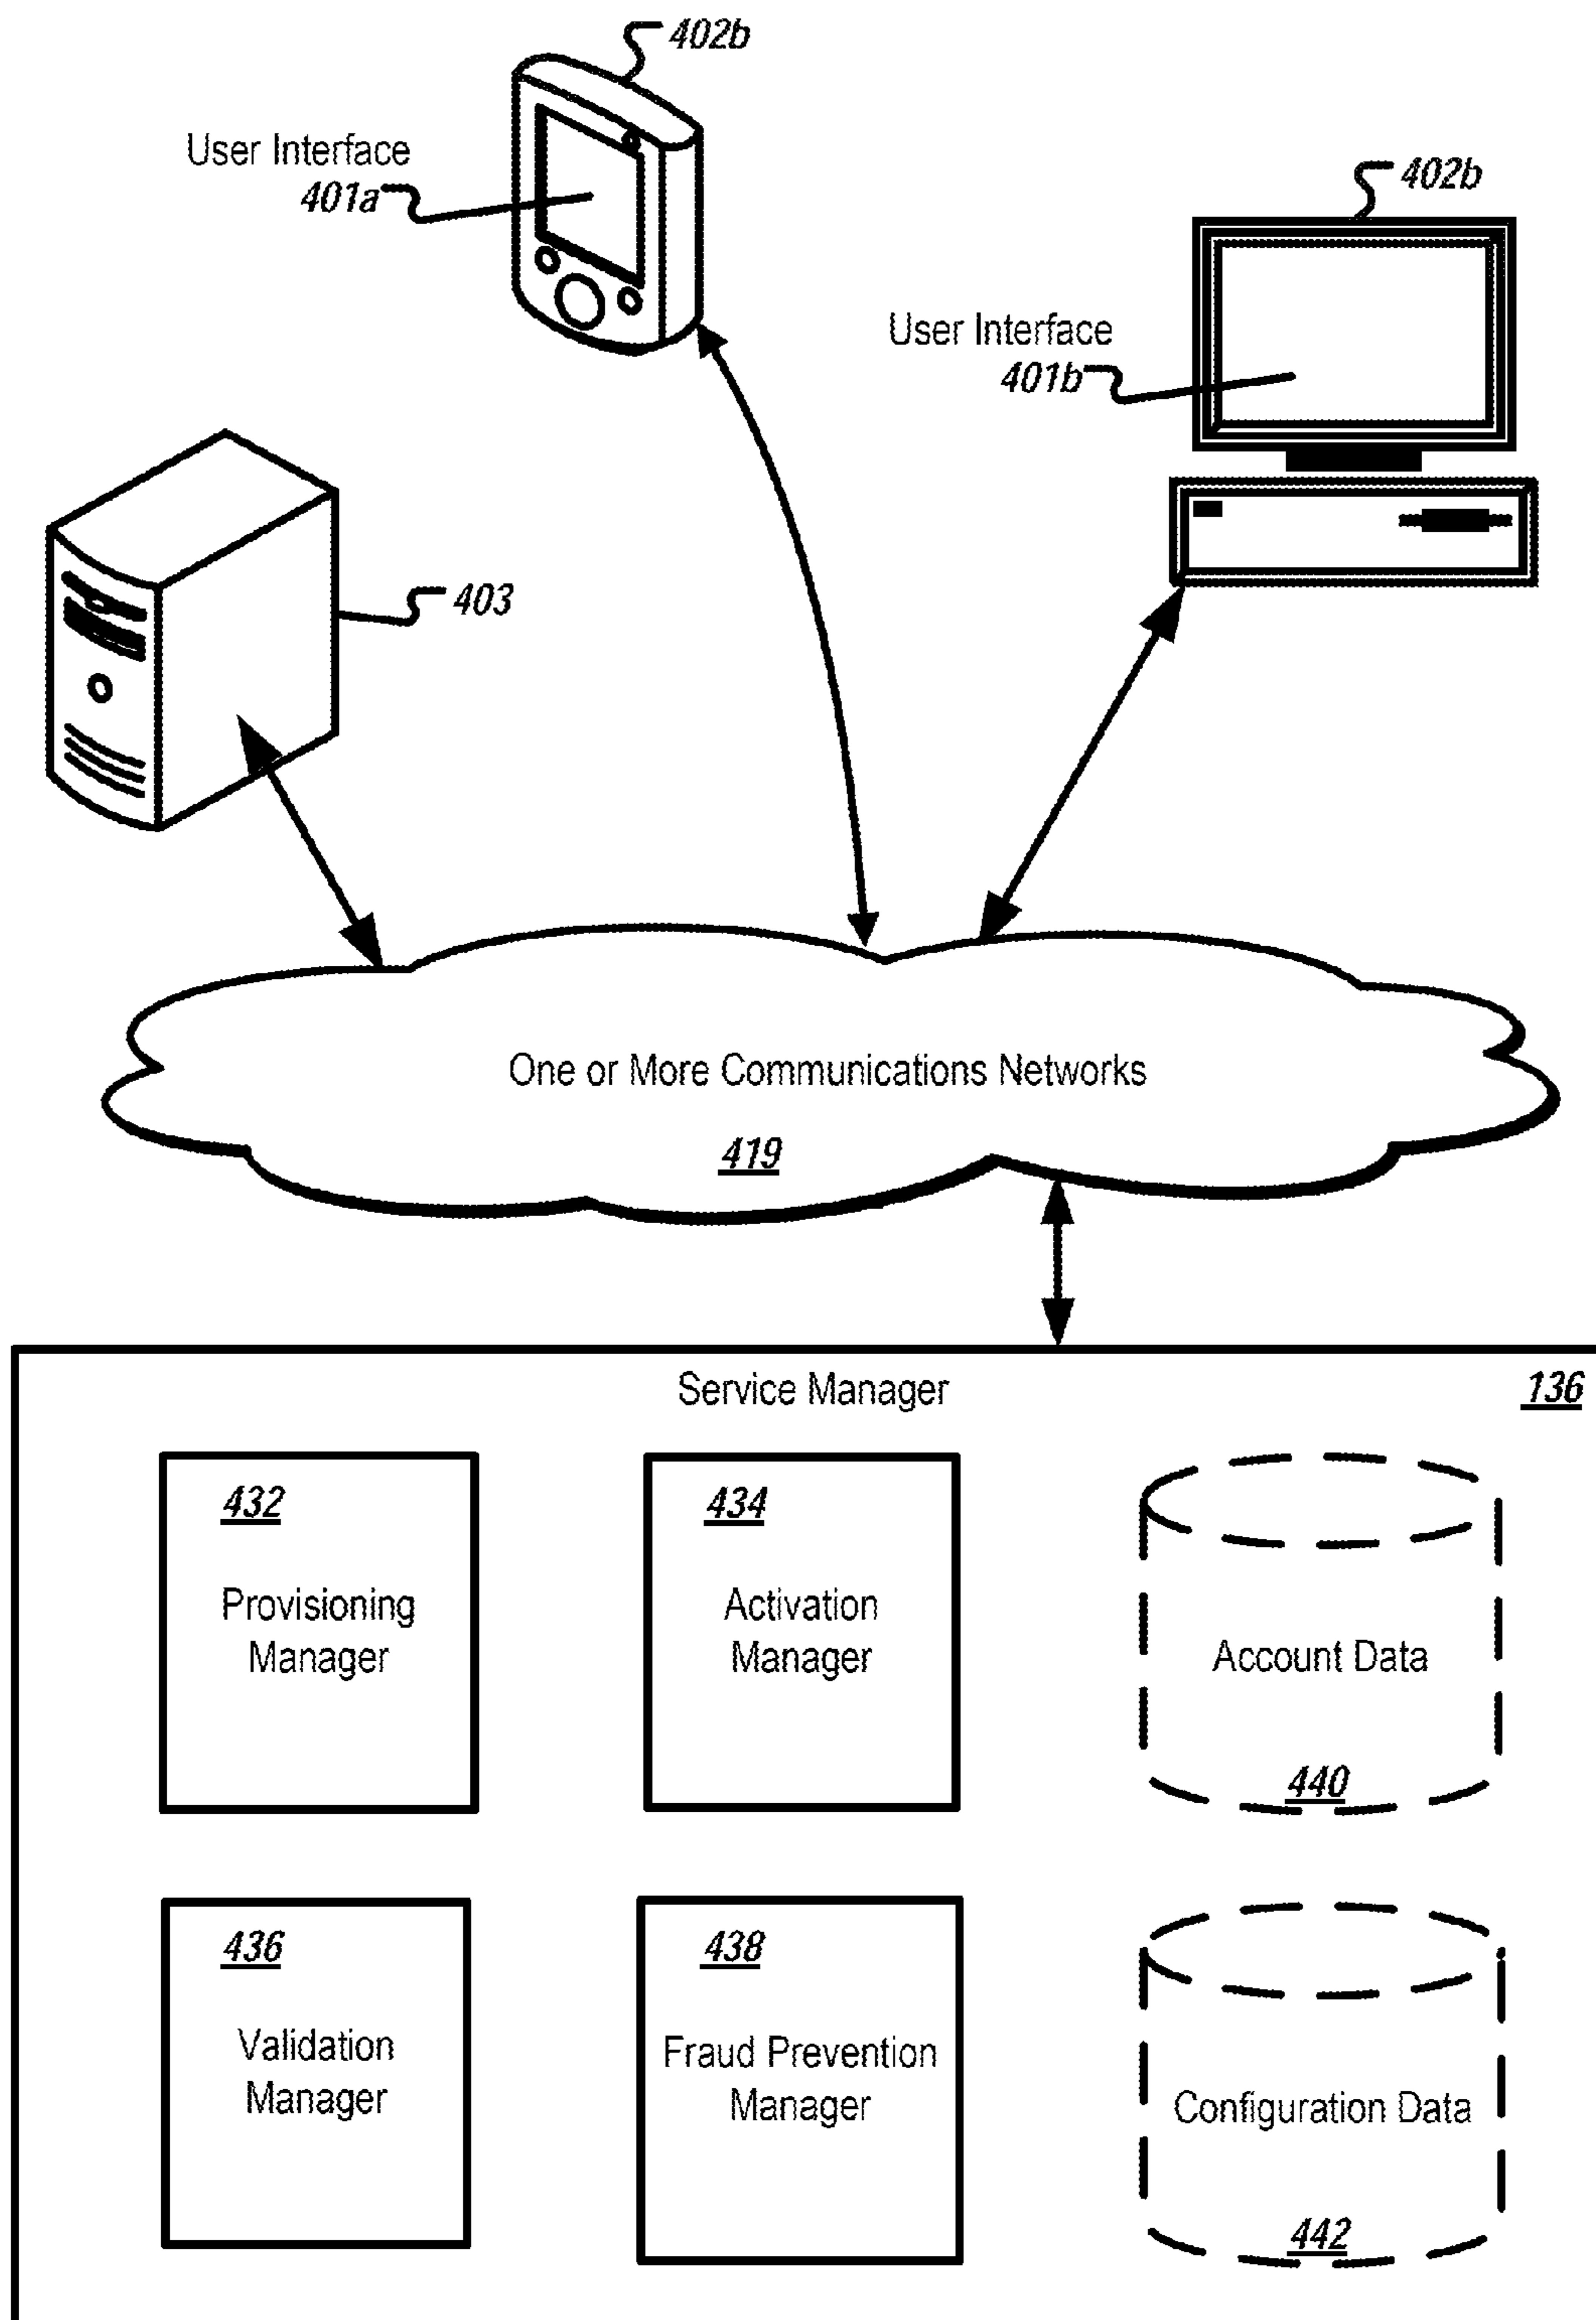 402b
User Interface
401a
402b
User Interface
401b
403
One or More Communications Networks
419
Service Manager
136
432
Provisioning
Manager
434
Activation
Manager
Account Data
440
436
Validation
Manager
438
Fraud Prevention
Manager
Configuration Data
442